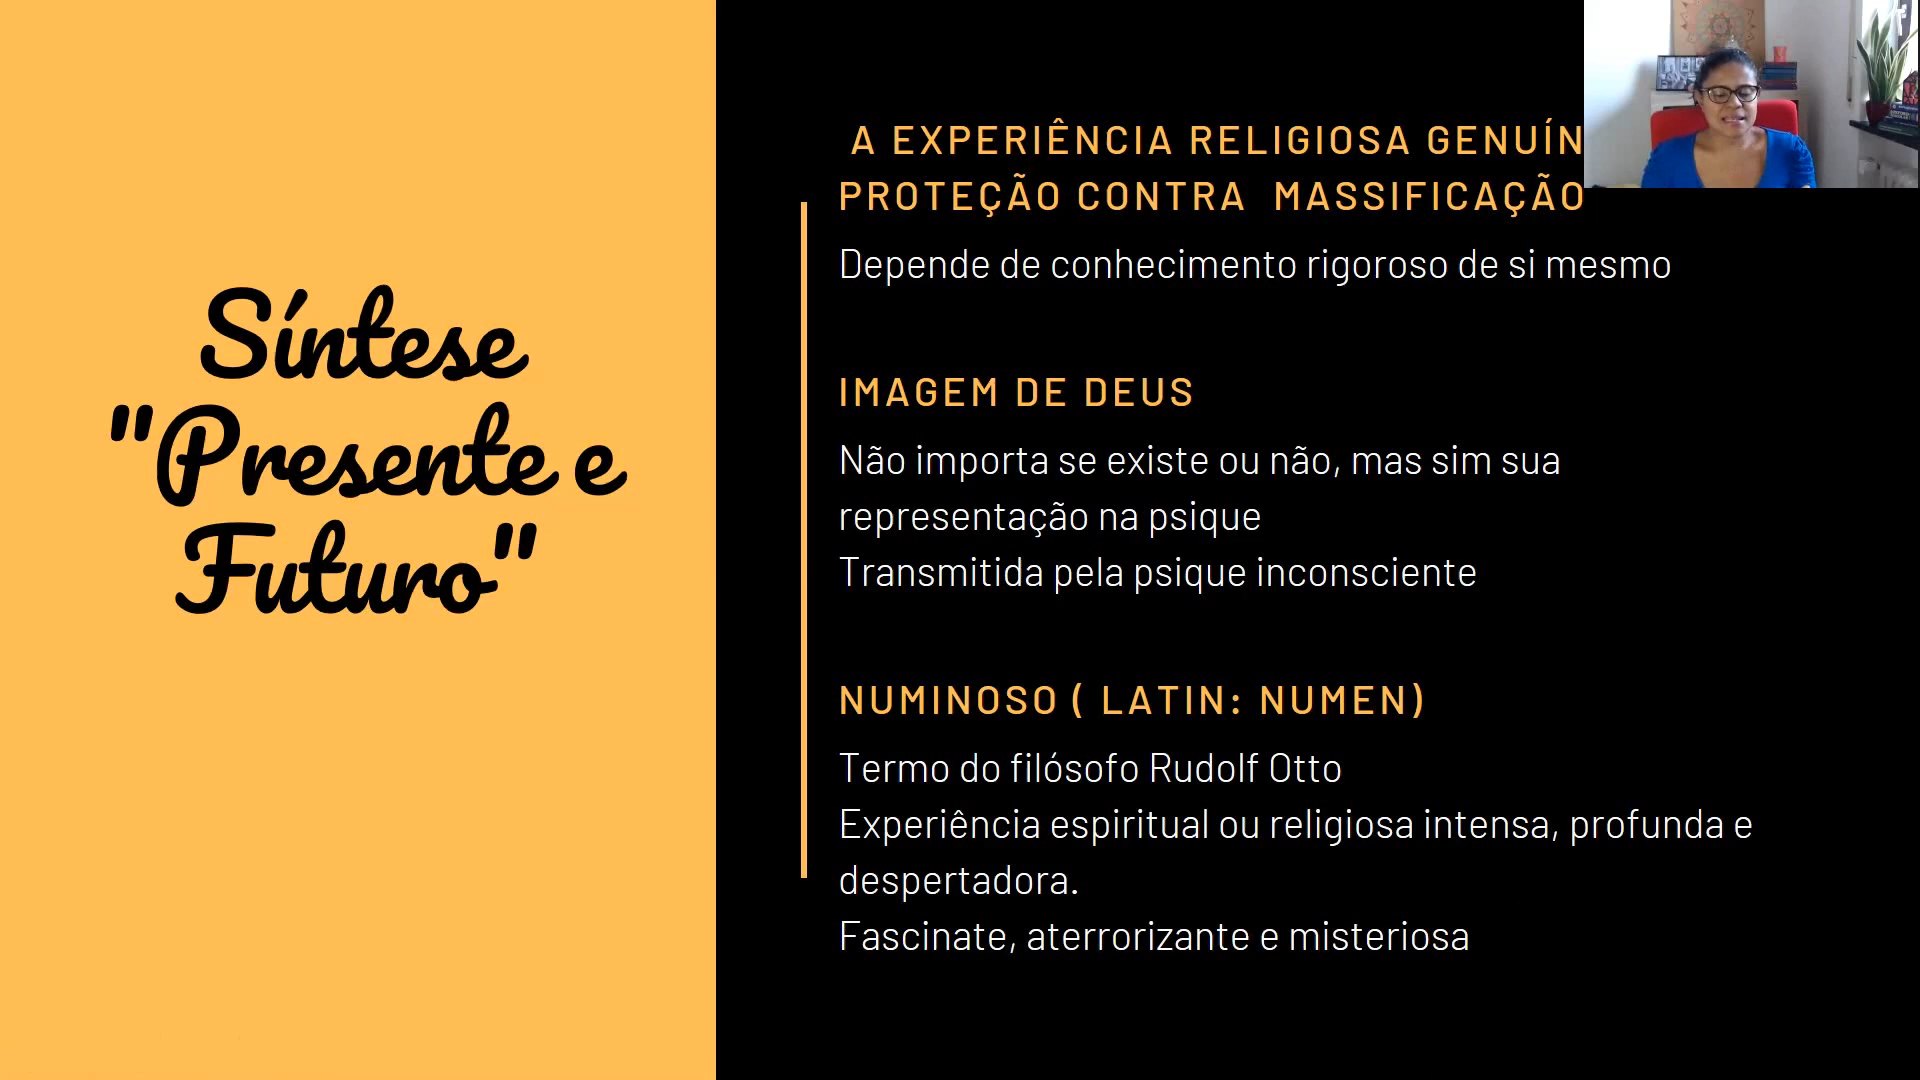 Síntese
"Presente e
Futuro"
A EXPERIÊNCIA RELIGIOSA
PROTEÇÃO CONTRA MASSIFICAÇÃO
Depende de conhecimento rigoroso de si mesmo
IMAGEM DE DEUS
Não importa se existe ou não, mas sim sua
representação na psique
Transmitida pela psique inconsciente
NUMINOSO ( LATIN: NUMEN)
Termo do filósofo Rudolf Otto
Experiência espiritual ou religiosa intensa, profunda e
despertadora.
Fascinate, aterrorizante e misteriosa